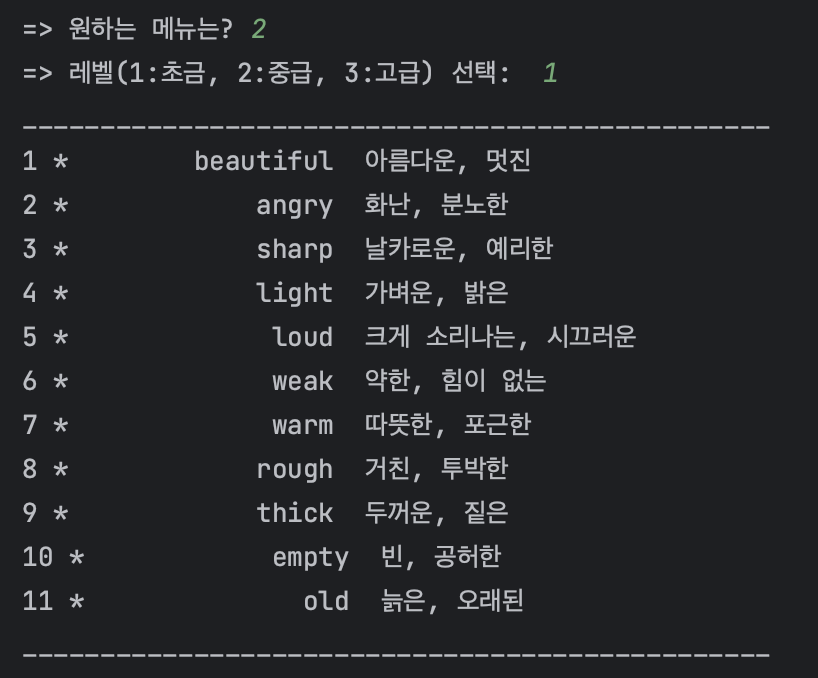 => 원하는 메뉴는? 2
=> 레벨(1:초금, 2:중급, 3:고급) 선택: 1
------------------------------------------------
1 * beautiful 아름다운, 멋진
2 * angry 화난, 분노한
3 * sharp 날카로운, 예리한
4 * light 가벼운, 밝은
5 * loud 크게 소리나는, 시끄러운
6 * weak 약한, 힘이 없는
7 * warm 따뜻한, 포근한
8 * rough 거친, 투박한
9 * thick 두꺼운, 짙은
10 * empty 빈, 공허한
11 * old 늙은, 오래된
------------------------------------------------